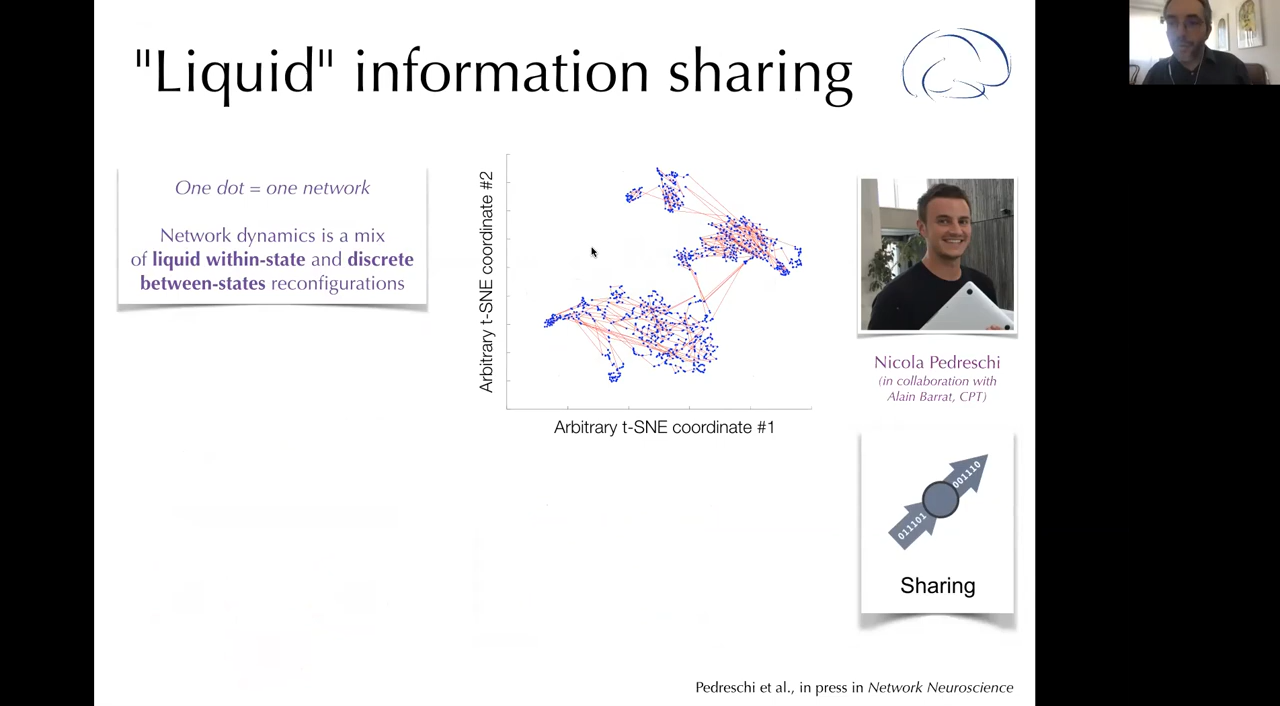 "Liquid" information sharing
One dot = one network
Network dynamics is a mix
of liquid within-state and discrete
between-states reconfigurations
Arbitrary t-SNE coordinate #2
Arbitrary t-SNE coordinate #1
Nicola Pedreschi
(in collaboration with
Alain Barrat, CPT)
001110
011101
Sharing
Pedreschi et al., in press in Network Neuroscience